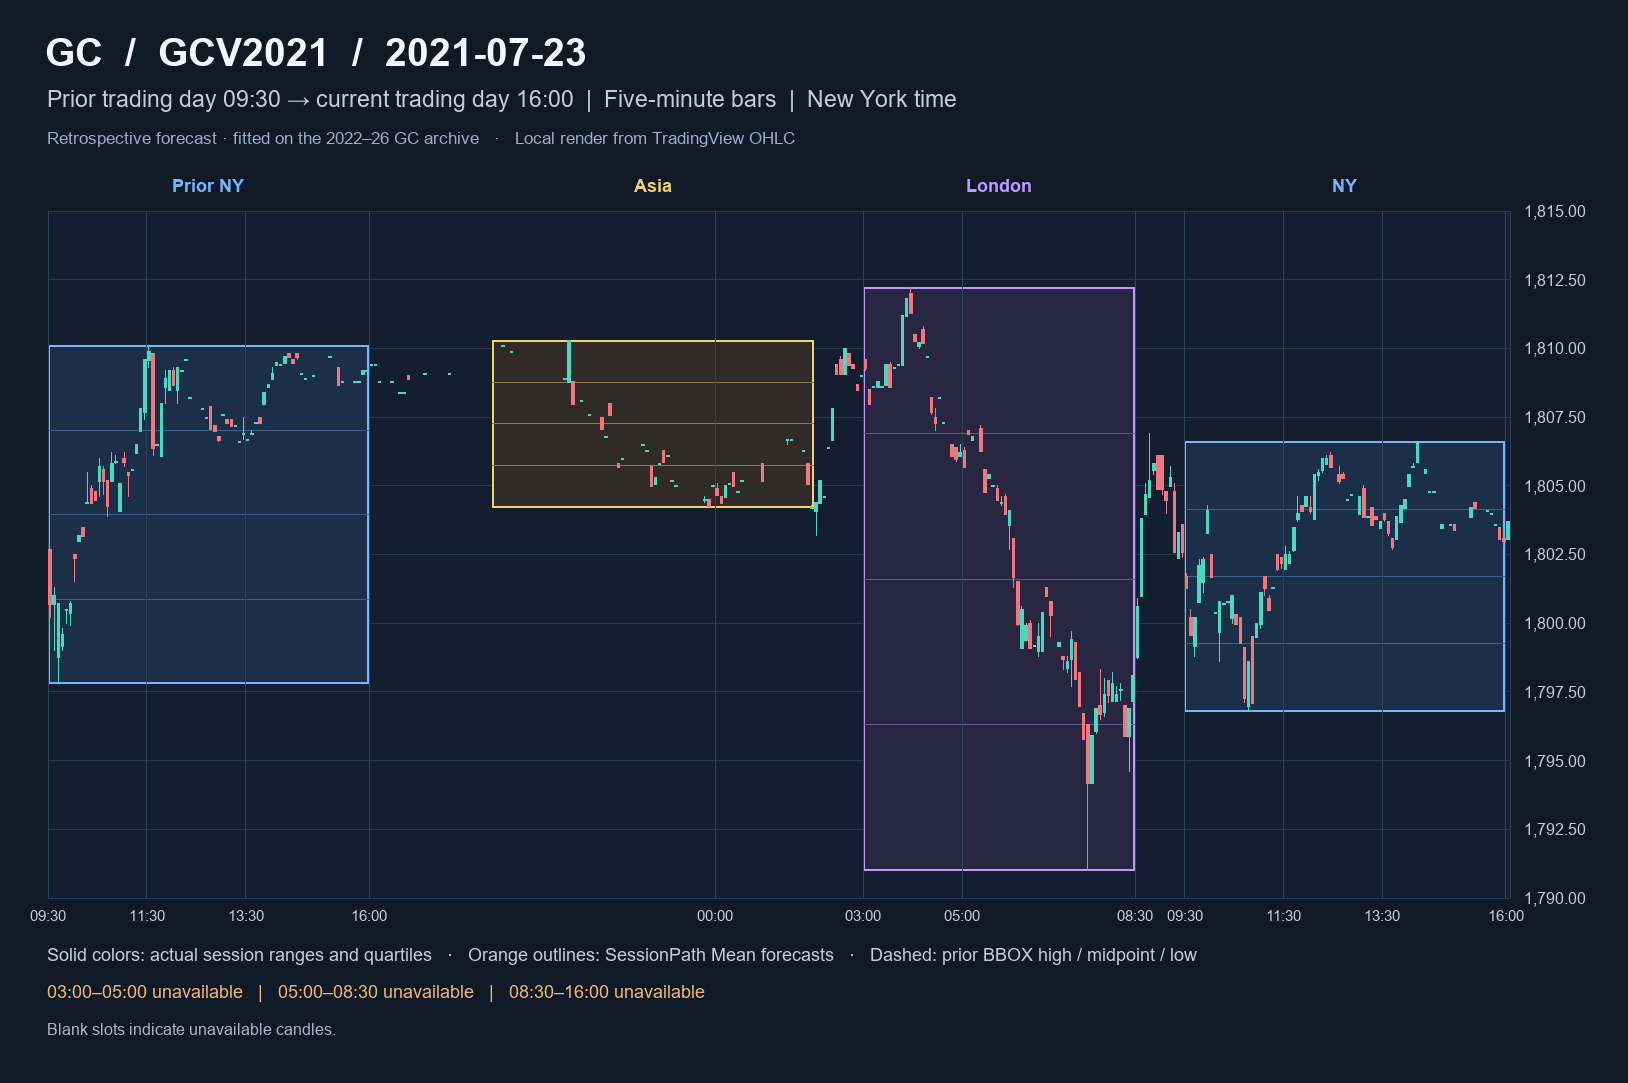 GC / GCV2021 / 2021-07-23
Prior trading day 09:30 → current trading day 16:00 | Five-minute bars | New York time
Retrospective forecast · fitted on the 2022–26 GC archive · Local render from TradingView OHLC
Prior NY Asia London NY
1,815.00
1,812.50
1,810.00
1,807.50
1,805.00
1,802.50
1,800.00
1,797.50
1,795.00
1,792.50
1,790.00
09:30 11:30 13:30 16:00 00:00 03:00 05:00 08:30 09:30 11:30 13:30 16:00
Solid colors: actual session ranges and quartiles · Orange outlines: SessionPath Mean forecasts · Dashed: prior BBOX high / midpoint / low
03:00–05:00 unavailable | 05:00–08:30 unavailable | 08:30–16:00 unavailable
Blank slots indicate unavailable candles.